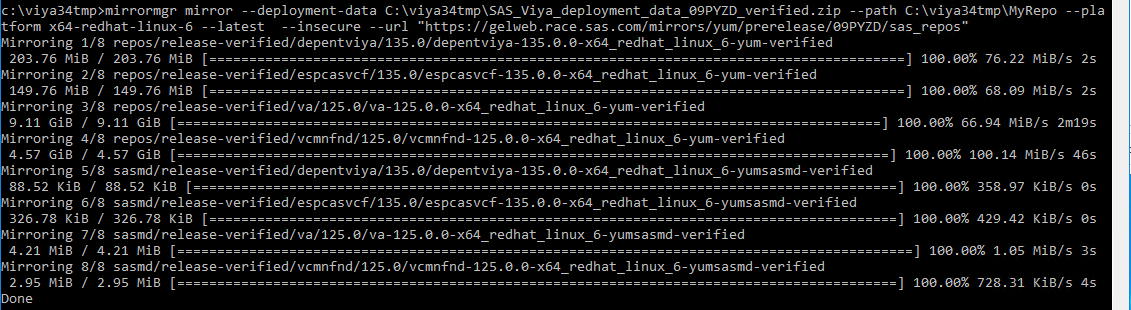 c:\viya34tmp>mirrormgr mirror --deployment-data C:\viya34tmp\SAS_Viya_deployment_data_09PYZD_verified.zip --path C:\viya34tmp\MyRepo --pla
tform x64-redhat-linux-6 --latest  --insecure --url "https://gelweb.race.sas.com/mirrors/yum/prerelease/09PYZD/sas_repos"
Mirroring 1/8 repos/release-verified/depentviya/135.0/depentviya-135.0.0-x64_redhat_linux_6-yum-verified
203.76 MiB / 203.76 MiB [=======================================================================================] 100.00% 76.22 MiB/s 2s
Mirroring 2/8 repos/release-verified/espcasvcf/135.0/espcasvcf-135.0.0-x64_redhat_linux_6-yum-verified
149.76 MiB / 149.76 MiB [=======================================================================================] 100.00% 68.09 MiB/s 2s
Mirroring 3/8 repos/release-verified/va/125.0/va-125.0.0-x64_redhat_linux_6-yum-verified
9.11 GiB / 9.11 GiB [========================================================================================] 100.00% 66.94 MiB/s 2m19s
Mirroring 4/8 repos/release-verified/vcmnfnd/125.0/vcmnfnd-125.0.0-x64_redhat_linux_6-yum-verified
4.57 GiB / 4.57 GiB [=========================================================================================] 100.00% 100.14 MiB/s 46s
Mirroring 5/8 sasmd/release-verified/depentviya/135.0/depentviya-135.0.0-x64_redhat_linux_6-yumsasmd-verified
88.52 KiB / 88.52 KiB [========================================================================================] 100.00% 358.97 KiB/s 0s
Mirroring 6/8 sasmd/release-verified/espcasvcf/135.0/espcasvcf-135.0.0-x64_redhat_linux_6-yumsasmd-verified
326.78 KiB / 326.78 KiB [======================================================================================] 100.00% 429.42 KiB/s 0s
Mirroring 7/8 sasmd/release-verified/va/125.0/va-125.0.0-x64_redhat_linux_6-yumsasmd-verified
4.21 MiB / 4.21 MiB [============================================================================================] 100.00% 1.05 MiB/s 3s
Mirroring 8/8 sasmd/release-verified/vcmnfnd/125.0/vcmnfnd-125.0.0-x64_redhat_linux_6-yumsasmd-verified
2.95 MiB / 2.95 MiB [==========================================================================================] 100.00% 728.31 KiB/s 4s
Done